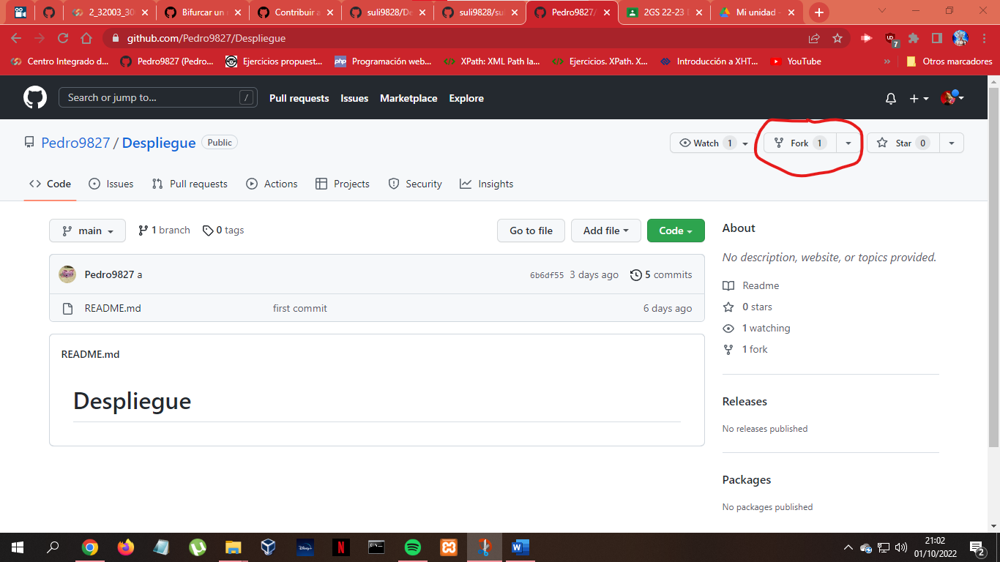 2_32003_30
Bifurcar un
Contribuir a
suli9828/De
suli9828/su
Pedro9827/
2GS 22-23
Mi unidad -
github.com/Pedro9827/Despliegue
7
Centro Integrado d...
Pedro9827 (Pedro...
Ejercicios propuest...
php
Programación web...
XPath: XML Path la...
Ejercicios. XPath. X...
Introducción a XHT...
YouTube
»
Otros marcadores
Search or jump to...
/
Pull requests
Issues
Marketplace
Explore
Pedro9827 / Despliegue
Public
Watch 1
Fork 1
Star 0
Code
Issues
Pull requests
Actions
Projects
Security
Insights
main
1 branch
0 tags
Go to file
Add file
Code
About
No description, website, or topics provided.
Pedro9827 a
6b6df55 3 days ago
5 commits
README.md
first commit
6 days ago
Readme
0 stars
1 watching
1 fork
README.md
Despliegue
Releases
No releases published
Packages
No packages published
Disney+
N
W
21:02
01/10/2022
2